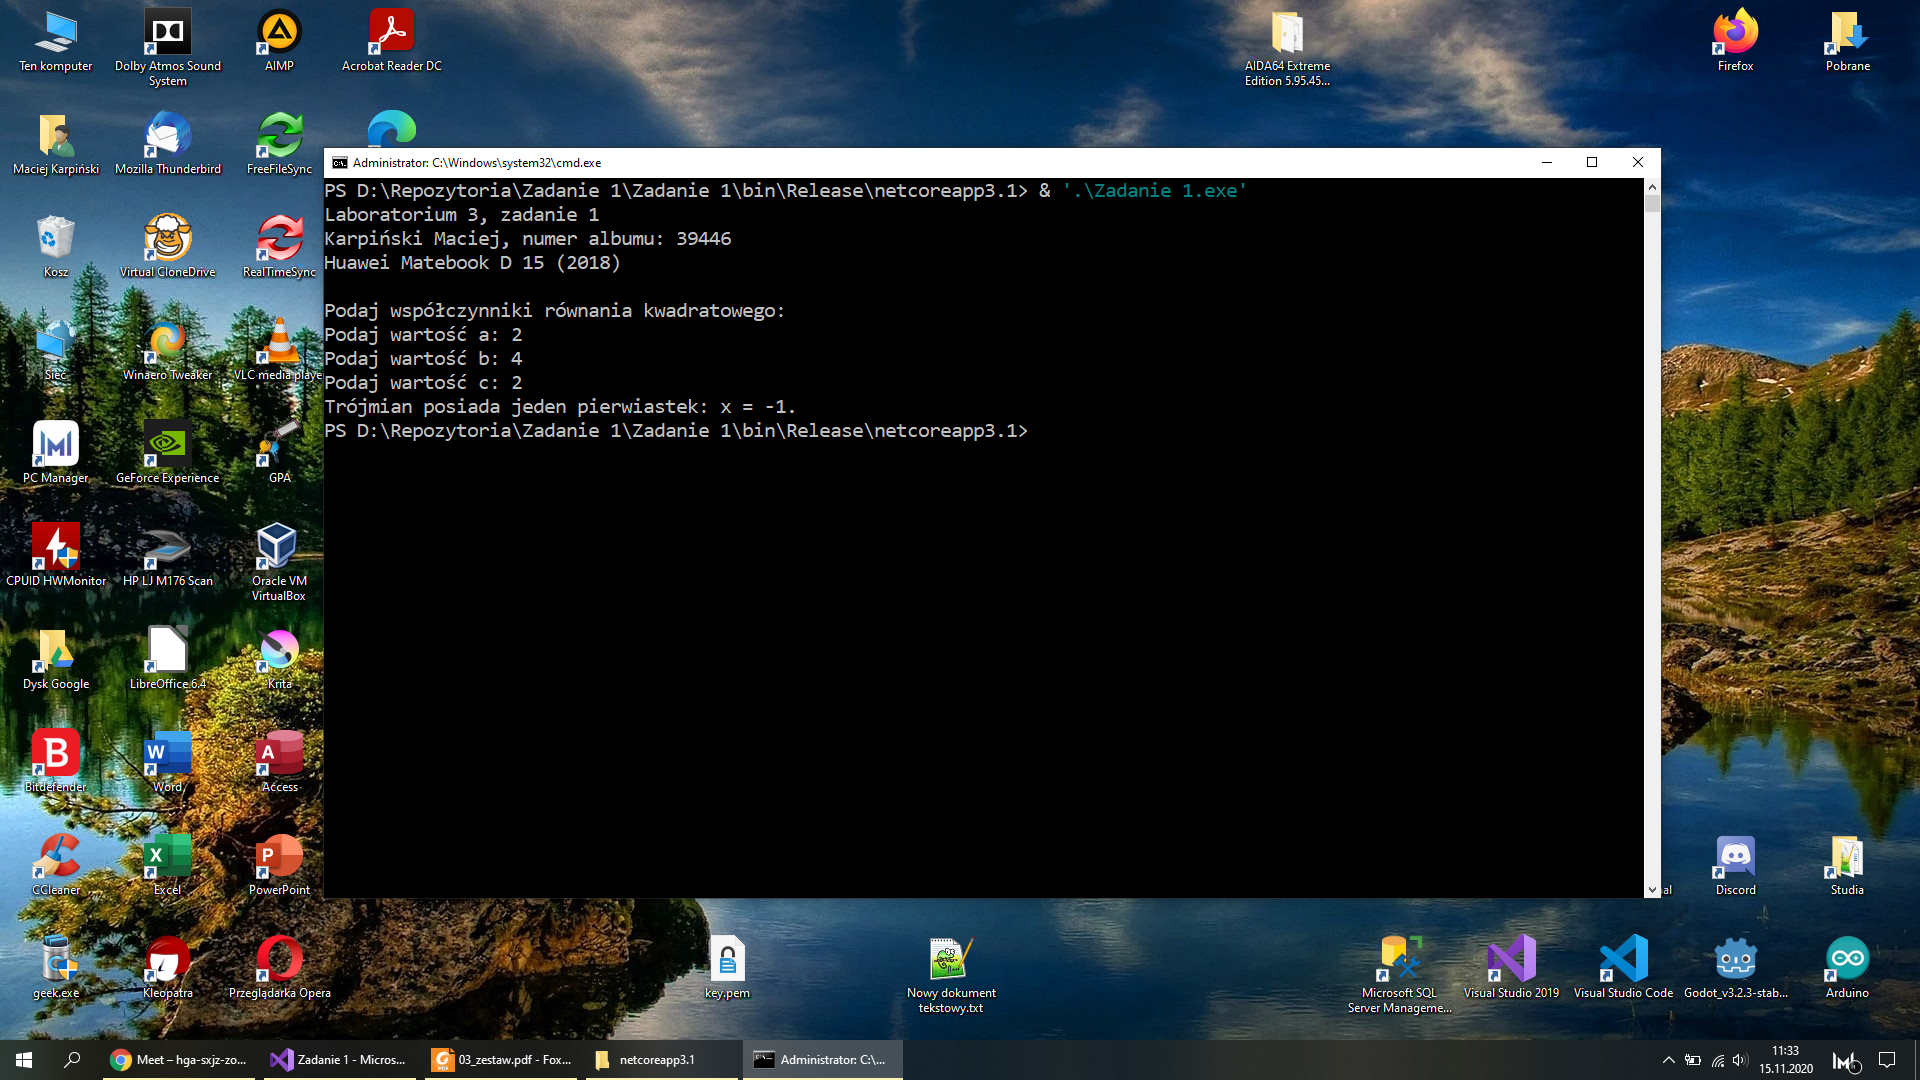 Ten komputer
Dolby Atmos Sound
System
AIMP
Acrobat Reader DC
AIDA64 Extreme
Edition 5.95.45...
Firefox
Pobrane
Maciej Karpiński
Mozilla Thunderbird
FreeFileSync
Administrator: C:\Windows\system32\cmd.exe
PS D:\Repozytoria\Zadanie 1\Zadanie 1\bin\Release\netcoreapp3.1> & '.\Zadanie 1.exe'
Laboratorium 3, zadanie 1
Karpiński Maciej, numer albumu: 39446
Huawei Matebook D 15 (2018)
Podaj współczynniki równania kwadratowego:
Podaj wartość a: 2
Podaj wartość b: 4
Podaj wartość c: 2
Trójmian posiada jeden pierwiastek: x = -1.
PS D:\Repozytoria\Zadanie 1\Zadanie 1\bin\Release\netcoreapp3.1>
Kosz
Virtual CloneDrive
RealTimeSync
Sieć
Winaero Tweaker
VLC media playe
PC Manager
GeForce Experience
GPA
CPUID HWMonitor
HP LJ M176 Scan
Oracle VM
VirtualBox
Dysk Google
LibreOffice 6.4
Krita
Bitdefender
Word
Access
CCleaner
Excel
PowerPoint
Discord
Studia
geek.exe
Kleopatra
Przeglądarka Opera
key.pem
Nowy dokument
tekstowy.txt
Microsoft SQL
Server Manageme...
Visual Studio 2019
Visual Studio Code
Godot_v3.2.3-stab...
Arduino
Meet – hga-sxjz-zo...
Zadanie 1 - Micros...
03_zestaw.pdf - Fox...
netcoreapp3.1
Administrator: C:\...
11:33
15.11.2020